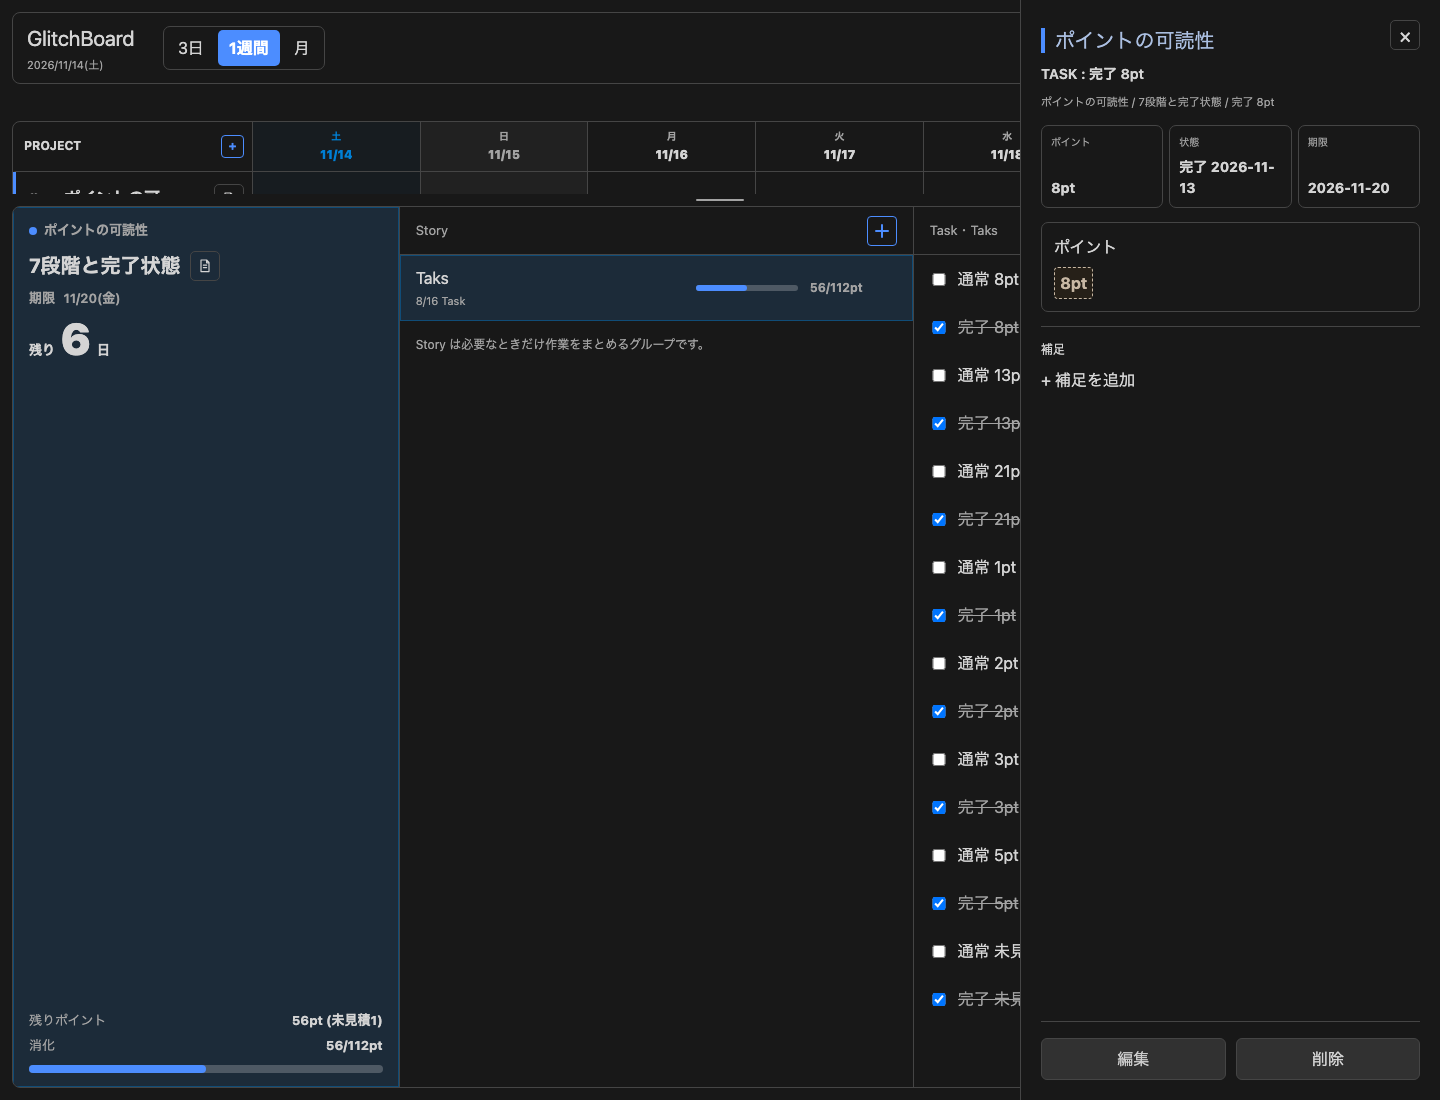 GlitchBoard
2026/11/14(土)
3日
1週間
月
PROJECT
+
土
11/14
日
11/15
月
11/16
火
11/17
水
11/18
ポイントの可読性
7段階と完了状態
期限 11/20(金)
残り 6 日
残りポイント 56pt (未見積1)
消化 56/112pt
Story
+
Taks
8/16 Task
56/112pt
Story は必要なときだけ作業をまとめるグループです。
Task・Taks
通常 8pt
完了 8pt
通常 13p
完了 13p
通常 21p
完了 21p
通常 1pt
完了 1pt
通常 2pt
完了 2pt
通常 3pt
完了 3pt
通常 5pt
完了 5pt
通常 未見
完了 未見
ポイントの可読性
×
TASK : 完了 8pt
ポイントの可読性 / 7段階と完了状態 / 完了 8pt
ポイント
8pt
状態
完了 2026-11-
13
期限
2026-11-20
ポイント
8pt
補足
+ 補足を追加
編集
削除